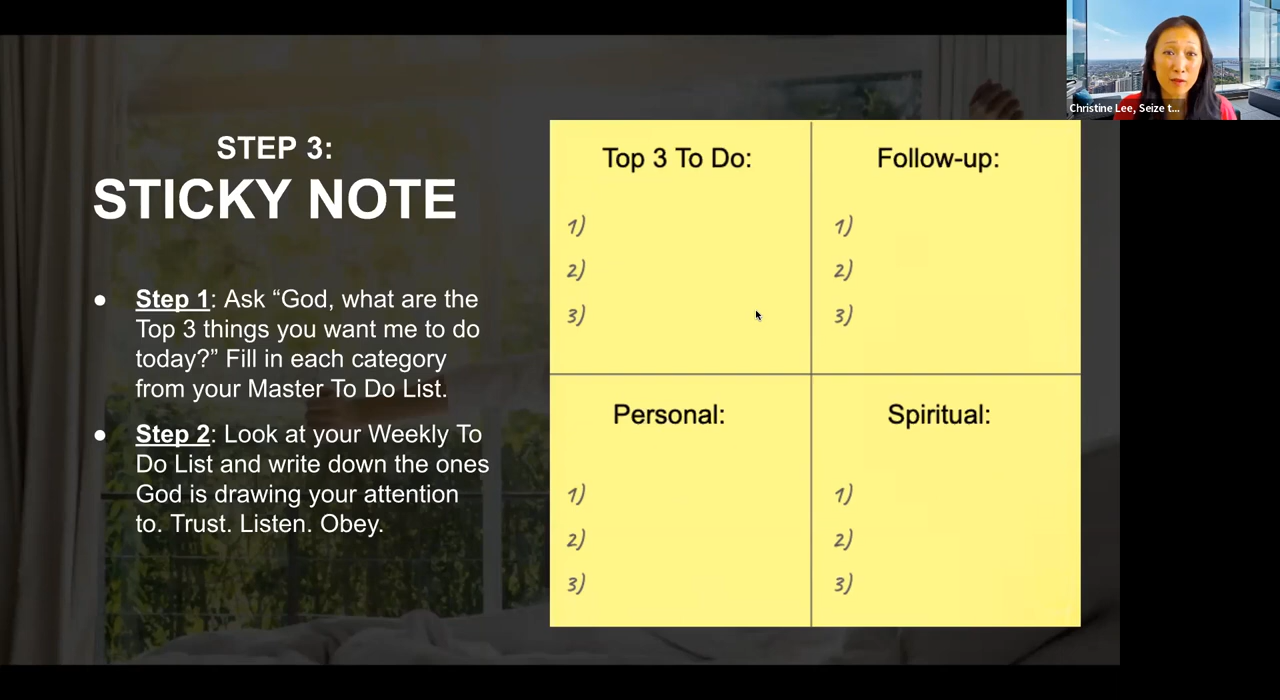 STEP 3:
STICKY NOTE
● Step 1: Ask “God, what are the
Top 3 things you want me to do
today?” Fill in each category
from your Master To Do List.
● Step 2: Look at your Weekly To
Do List and write down the ones
God is drawing your attention
to. Trust. Listen. Obey.
Top 3 To Do:
1)
2)
3)
Follow-up:
1)
2)
3)
Personal:
1)
2)
3)
Spiritual:
1)
2)
3)
Christine Lee, Seize t...